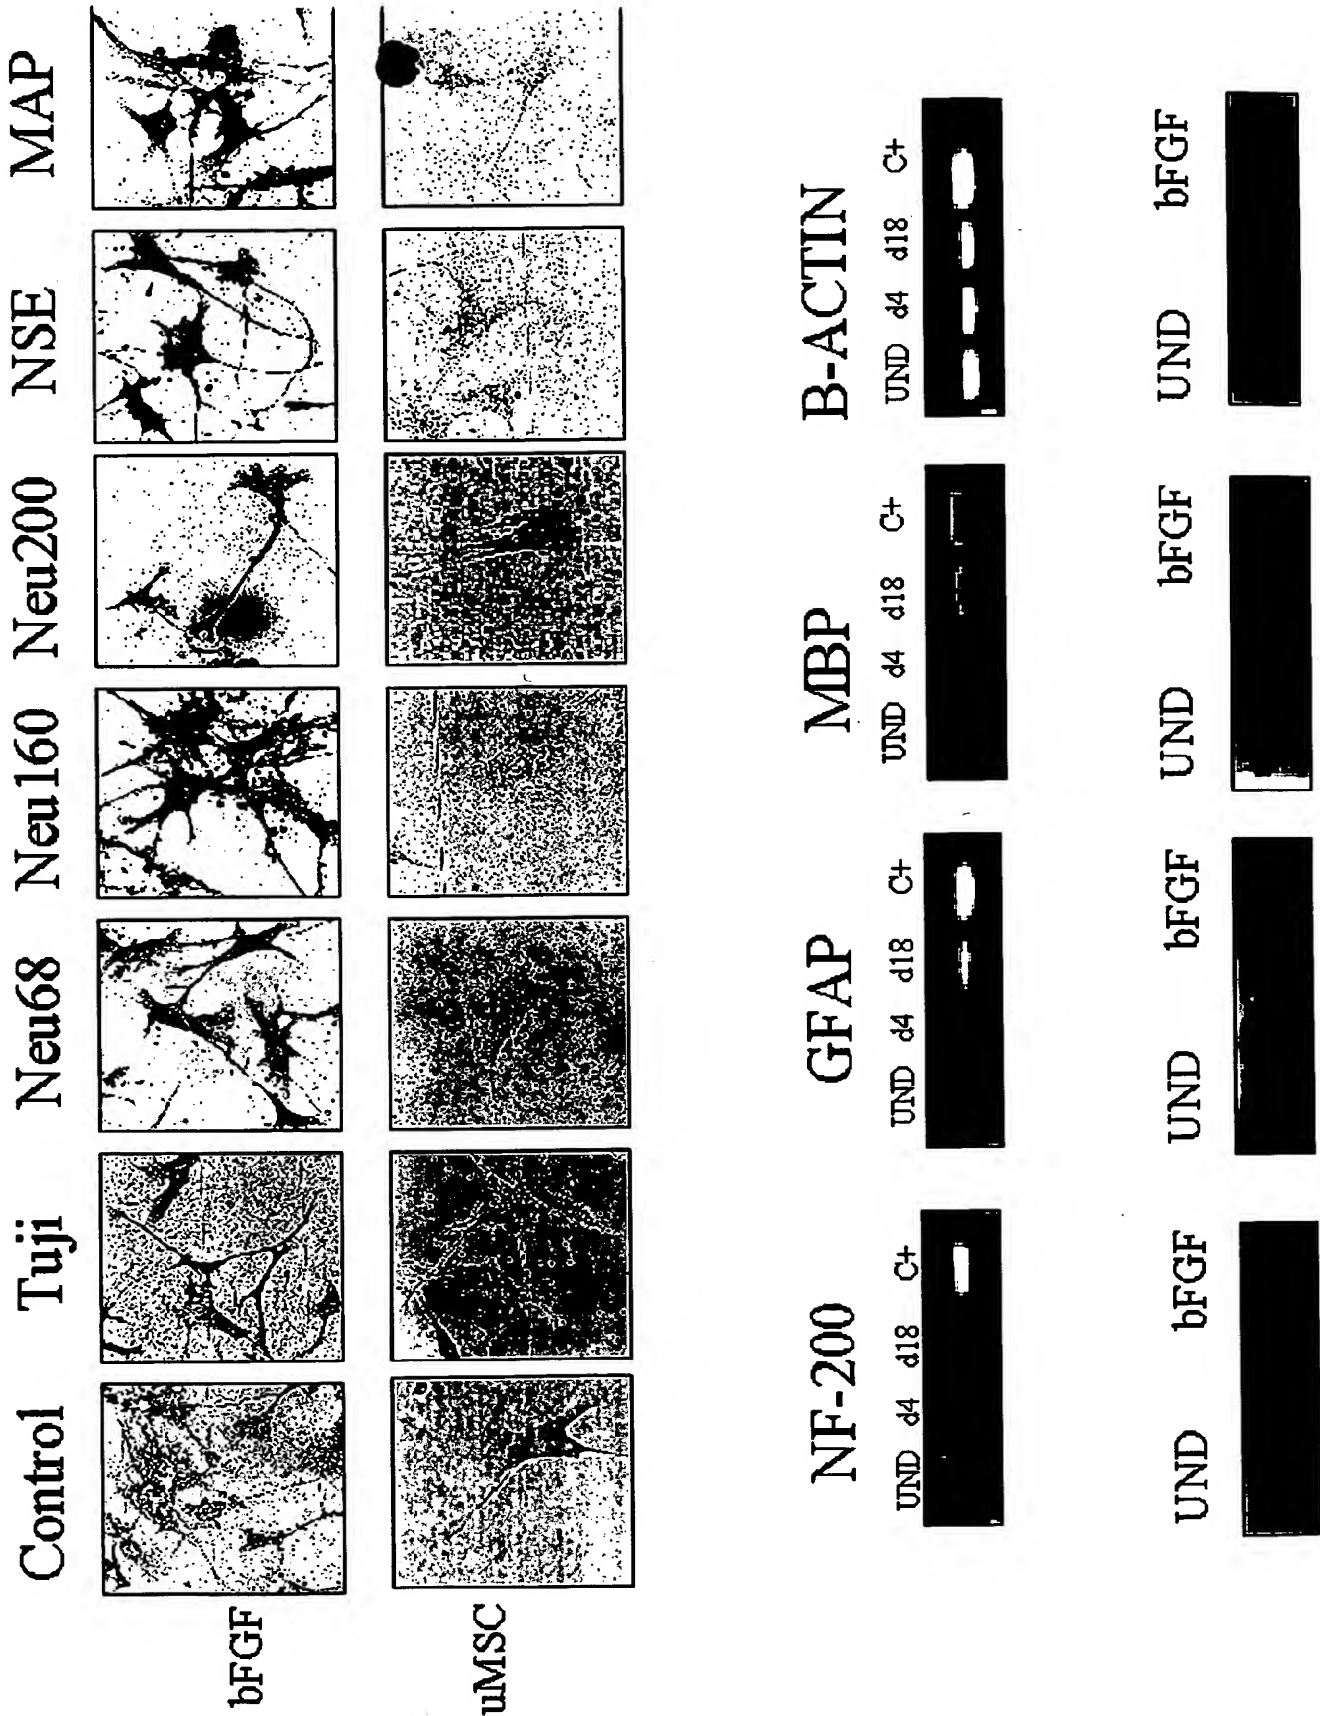 Control Tuji Neu68 Neu160 Neu200 NSE MAP
bFGF
uMSC
NF-200 GFAP MBP B-ACTIN
UND d4 d18 C+ UND d4 d18 C+ UND d4 d18 C+ UND d4 d18 C+
UND bFGF UND bFGF UND bFGF UND bFGF